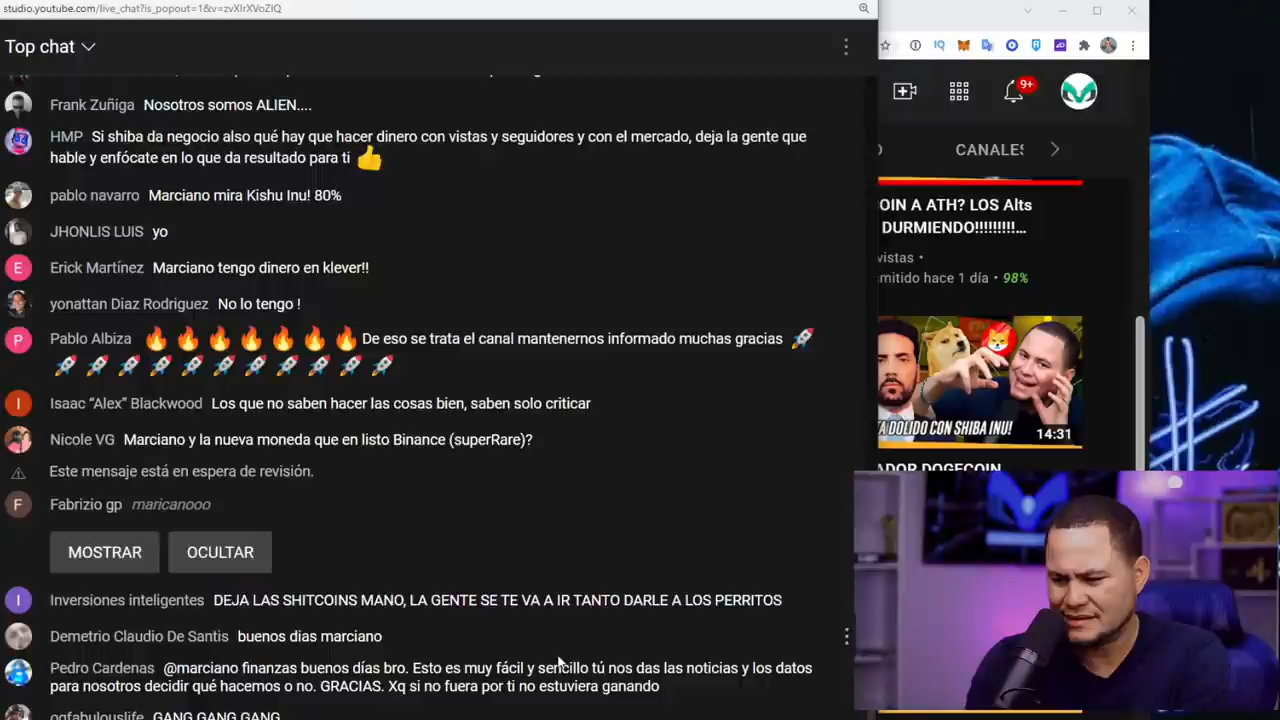 studio.youtube.com/live_chat?is_popout=1&v=zvXIrXVoZIQ
Top chat
Frank Zuñiga Nosotros somos ALIEN....
HMP Si shiba da negocio also qué hay que hacer dinero con vistas y seguidores y con el mercado, deja la gente que
hable y enfócate en lo que da resultado para ti 👍
pablo navarro Marciano mira Kishu Inu! 80%
JHONLIS LUIS yo
E Erick Martínez Marciano tengo dinero en klever!!
yonattan Diaz Rodriguez No lo tengo !
P Pablo Albiza 🔥🔥🔥🔥🔥🔥🔥De eso se trata el canal mantenernos informado muchas gracias 🚀
🚀🚀🚀🚀🚀🚀🚀🚀🚀🚀🚀
I Isaac “Alex” Blackwood Los que no saben hacer las cosas bien, saben solo criticar
Nicole VG Marciano y la nueva moneda que en listo Binance (superRare)?
Este mensaje está en espera de revisión.
F Fabrizio gp maricanooo
MOSTRAR OCULTAR
I Inversiones inteligentes DEJA LAS SHITCOINS MANO, LA GENTE SE TE VA A IR TANTO DARLE A LOS PERRITOS
Demetrio Claudio De Santis buenos dias marciano
Pedro Cardenas @marciano finanzas buenos días bro. Esto es muy fácil y sencillo tú nos das las noticias y los datos
para nosotros decidir qué hacemos o no. GRACIAS. Xq si no fuera por ti no estuviera ganando
ogfabulouslife GANG GANG GANG
IQ
9+
CANALES
OIN A ATH? LOS Alts
DURMIENDO!!!!!!!!!...
vistas •
mitido hace 1 día • 98%
TA DOLIDO CON SHIBA INU!
14:31
ADOR DOGECOIN